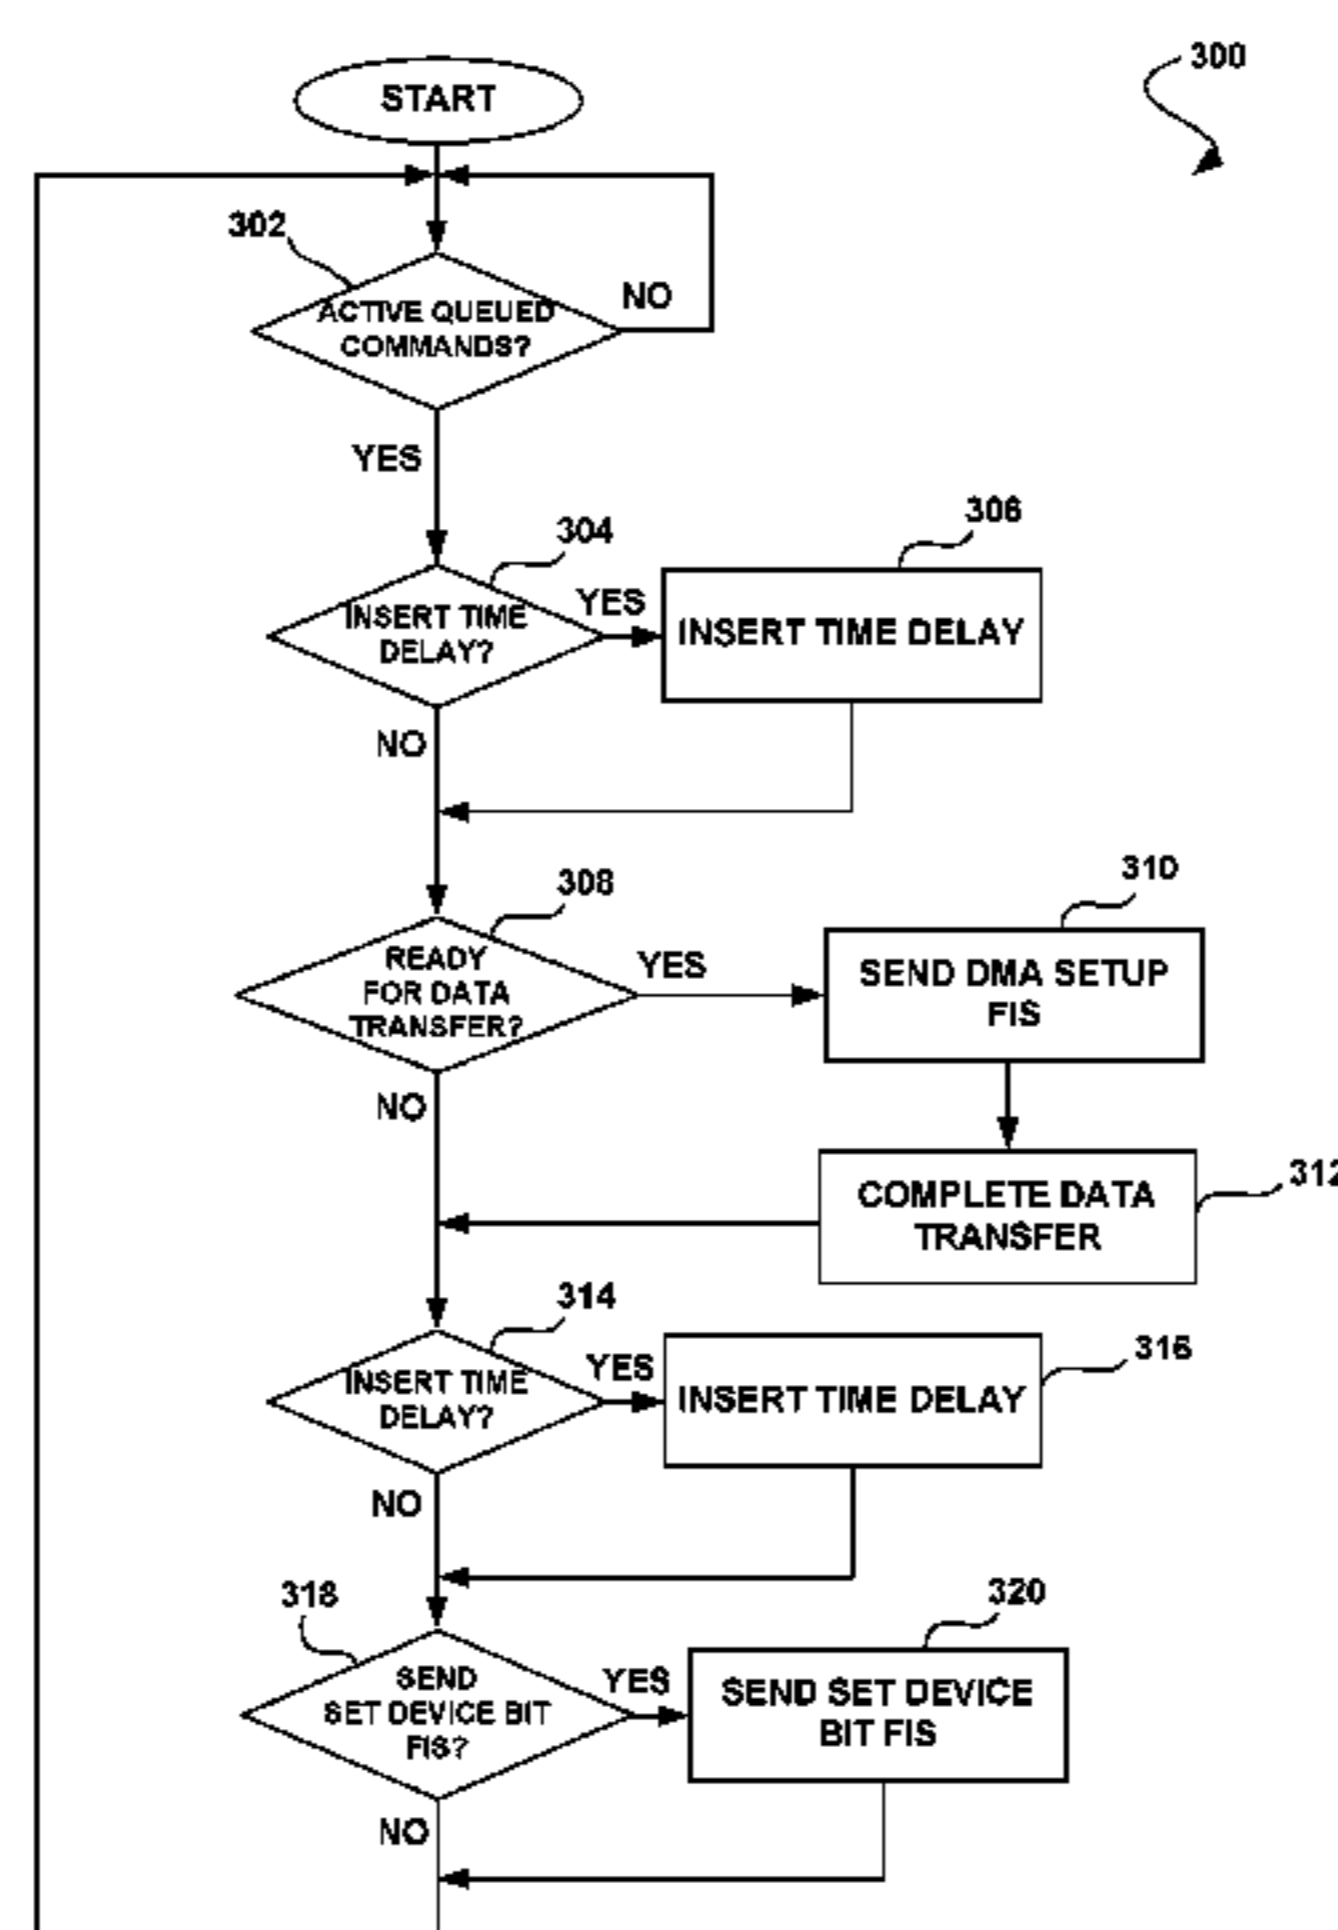 300
START
302
ACTIVE QUEUED
COMMANDS?
NO
YES
304
INSERT TIME
DELAY?
YES
306
INSERT TIME DELAY
NO
308
READY
FOR DATA
TRANSFER?
YES
310
SEND DMA SETUP
FIS
NO
COMPLETE DATA
TRANSFER
312
314
INSERT TIME
DELAY?
YES
316
INSERT TIME DELAY
NO
318
SEND
SET DEVICE BIT
FIS?
YES
320
SEND SET DEVICE
BIT FIS
NO